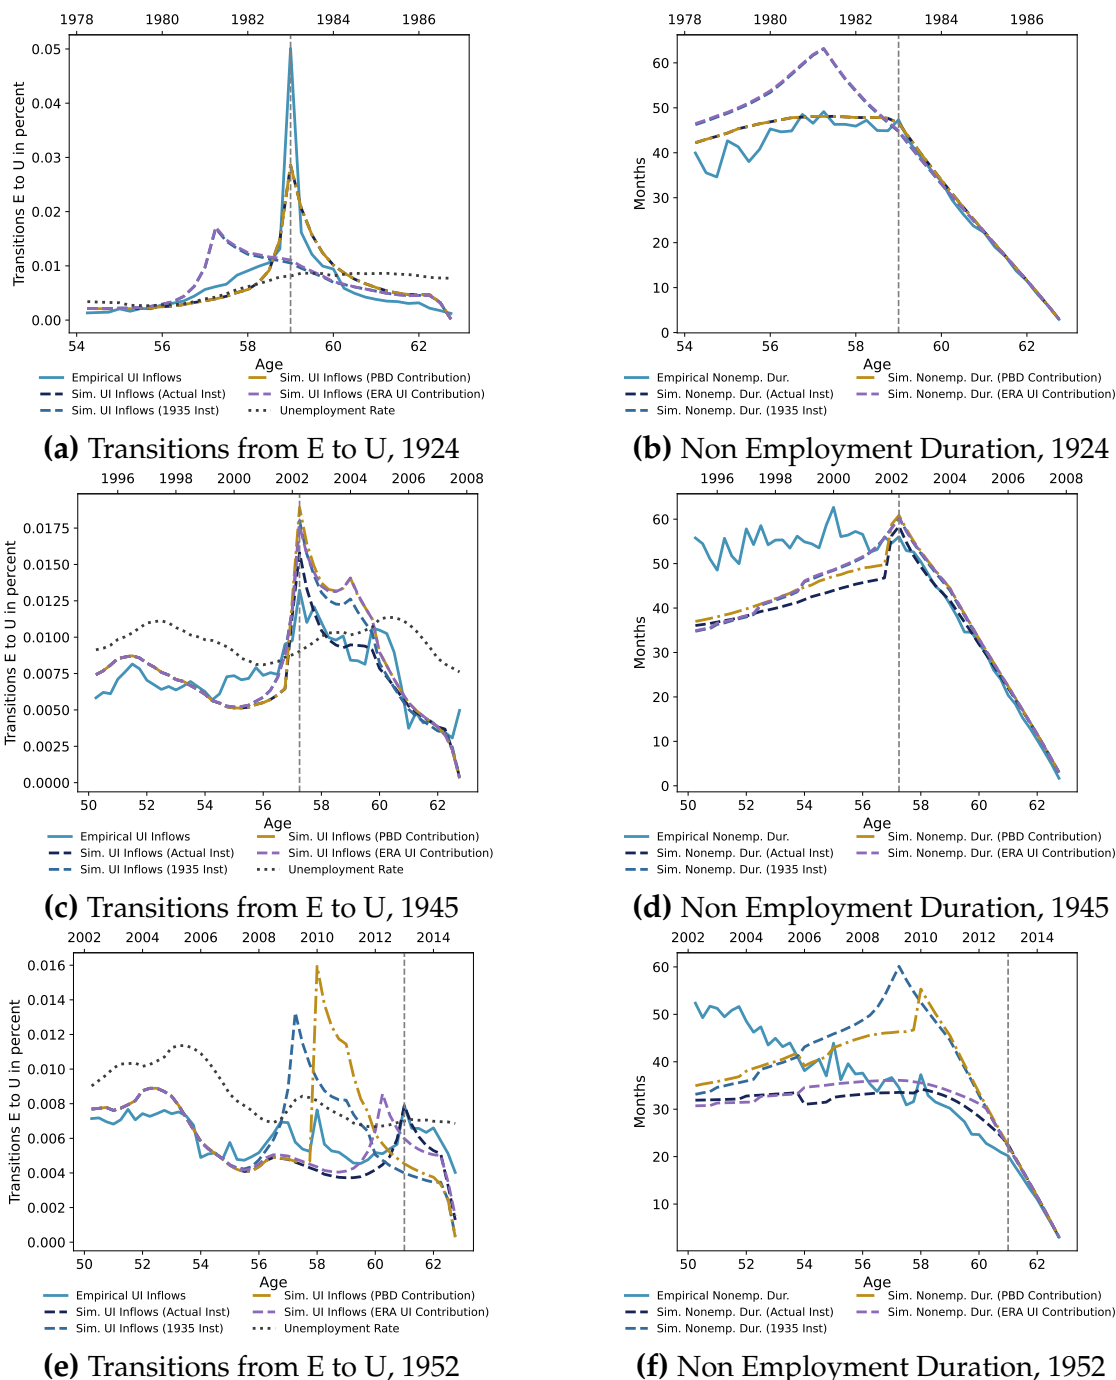 1978 1980 1982 1984 1986
Transitions E to U in percent
0.05
0.04
0.03
0.02
0.01
0.00
54 56 58 60 62
Age
Empirical UI Inflows
Sim. UI Inflows (Actual Inst)
Sim. UI Inflows (1935 Inst)
Sim. UI Inflows (PBD Contribution)
Sim. UI Inflows (ERA UI Contribution)
Unemployment Rate
(a) Transitions from E to U, 1924
1978 1980 1982 1984 1986
Months
60
50
40
30
20
10
0
54 56 58 60 62
Age
Empirical Nonemp. Dur.
Sim. Nonemp. Dur. (Actual Inst)
Sim. Nonemp. Dur. (1935 Inst)
Sim. Nonemp. Dur. (PBD Contribution)
Sim. Nonemp. Dur. (ERA UI Contribution)
(b) Non Employment Duration, 1924
1996 1998 2000 2002 2004 2006 2008
Transitions E to U in percent
0.0175
0.0150
0.0125
0.0100
0.0075
0.0050
0.0025
0.0000
50 52 54 56 58 60 62
Age
Empirical UI Inflows
Sim. UI Inflows (Actual Inst)
Sim. UI Inflows (1935 Inst)
Sim. UI Inflows (PBD Contribution)
Sim. UI Inflows (ERA UI Contribution)
Unemployment Rate
(c) Transitions from E to U, 1945
1996 1998 2000 2002 2004 2006 2008
Months
60
50
40
30
20
10
0
50 52 54 56 58 60 62
Age
Empirical Nonemp. Dur.
Sim. Nonemp. Dur. (Actual Inst)
Sim. Nonemp. Dur. (1935 Inst)
Sim. Nonemp. Dur. (PBD Contribution)
Sim. Nonemp. Dur. (ERA UI Contribution)
(d) Non Employment Duration, 1945
2002 2004 2006 2008 2010 2012 2014
Transitions E to U in percent
0.016
0.014
0.012
0.010
0.008
0.006
0.004
0.002
0.000
50 52 54 56 58 60 62
Age
Empirical UI Inflows
Sim. UI Inflows (Actual Inst)
Sim. UI Inflows (1935 Inst)
Sim. UI Inflows (PBD Contribution)
Sim. UI Inflows (ERA UI Contribution)
Unemployment Rate
(e) Transitions from E to U, 1952
2002 2004 2006 2008 2010 2012 2014
Months
60
50
40
30
20
10
50 52 54 56 58 60 62
Age
Empirical Nonemp. Dur.
Sim. Nonemp. Dur. (Actual Inst)
Sim. Nonemp. Dur. (1935 Inst)
Sim. Nonemp. Dur. (PBD Contribution)
Sim. Nonemp. Dur. (ERA UI Contribution)
(f) Non Employment Duration, 1952